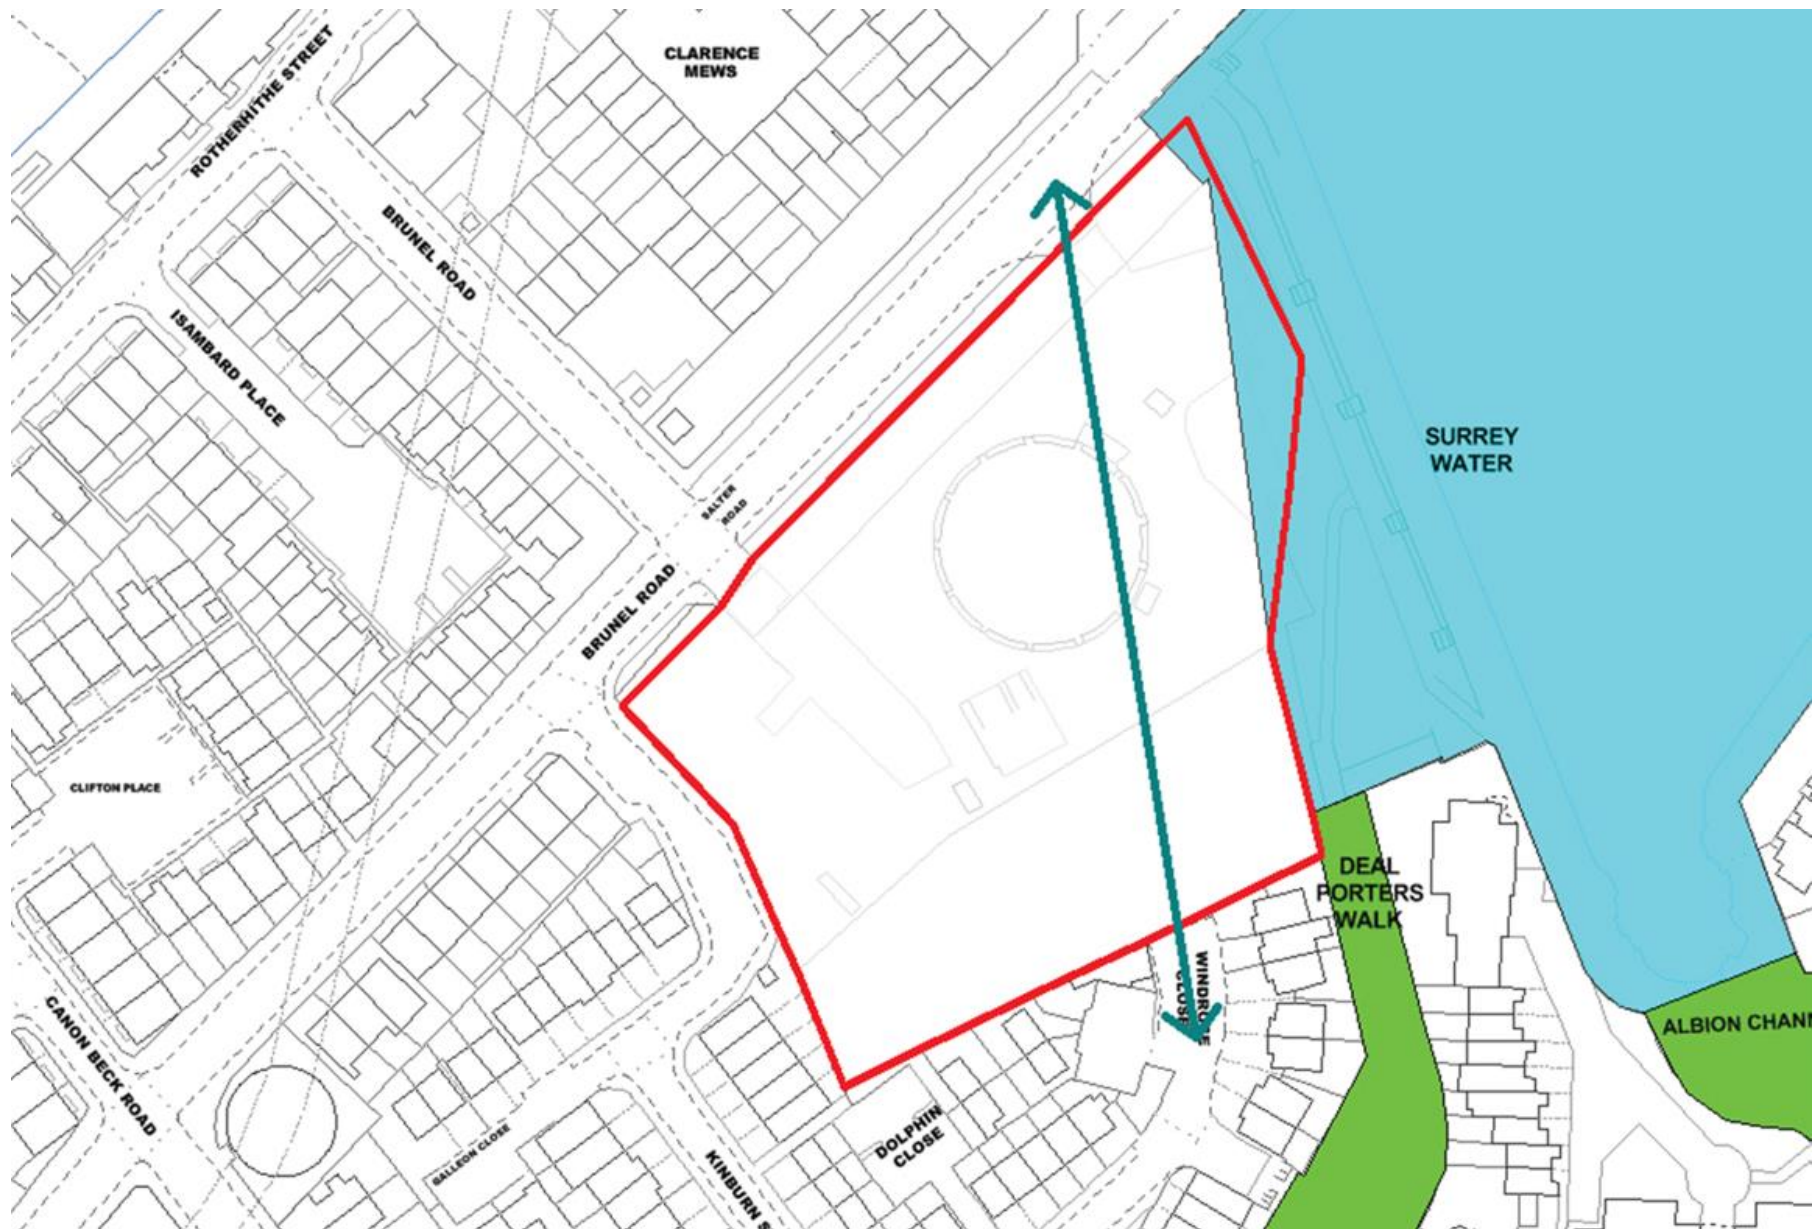 CLARENCE
MEWS
ROTHERHITHE STREET
BRUNEL ROAD
ISAMBARD PLACE
SALTER
ROAD
SURREY
WATER
BRUNEL ROAD
CLIFTON PLACE
DEAL
PORTERS
WALK
CANON BECK ROAD
ALBION CHANN
GALLEON CLOSE
DOLPHIN
CLOSE
KINBURN S